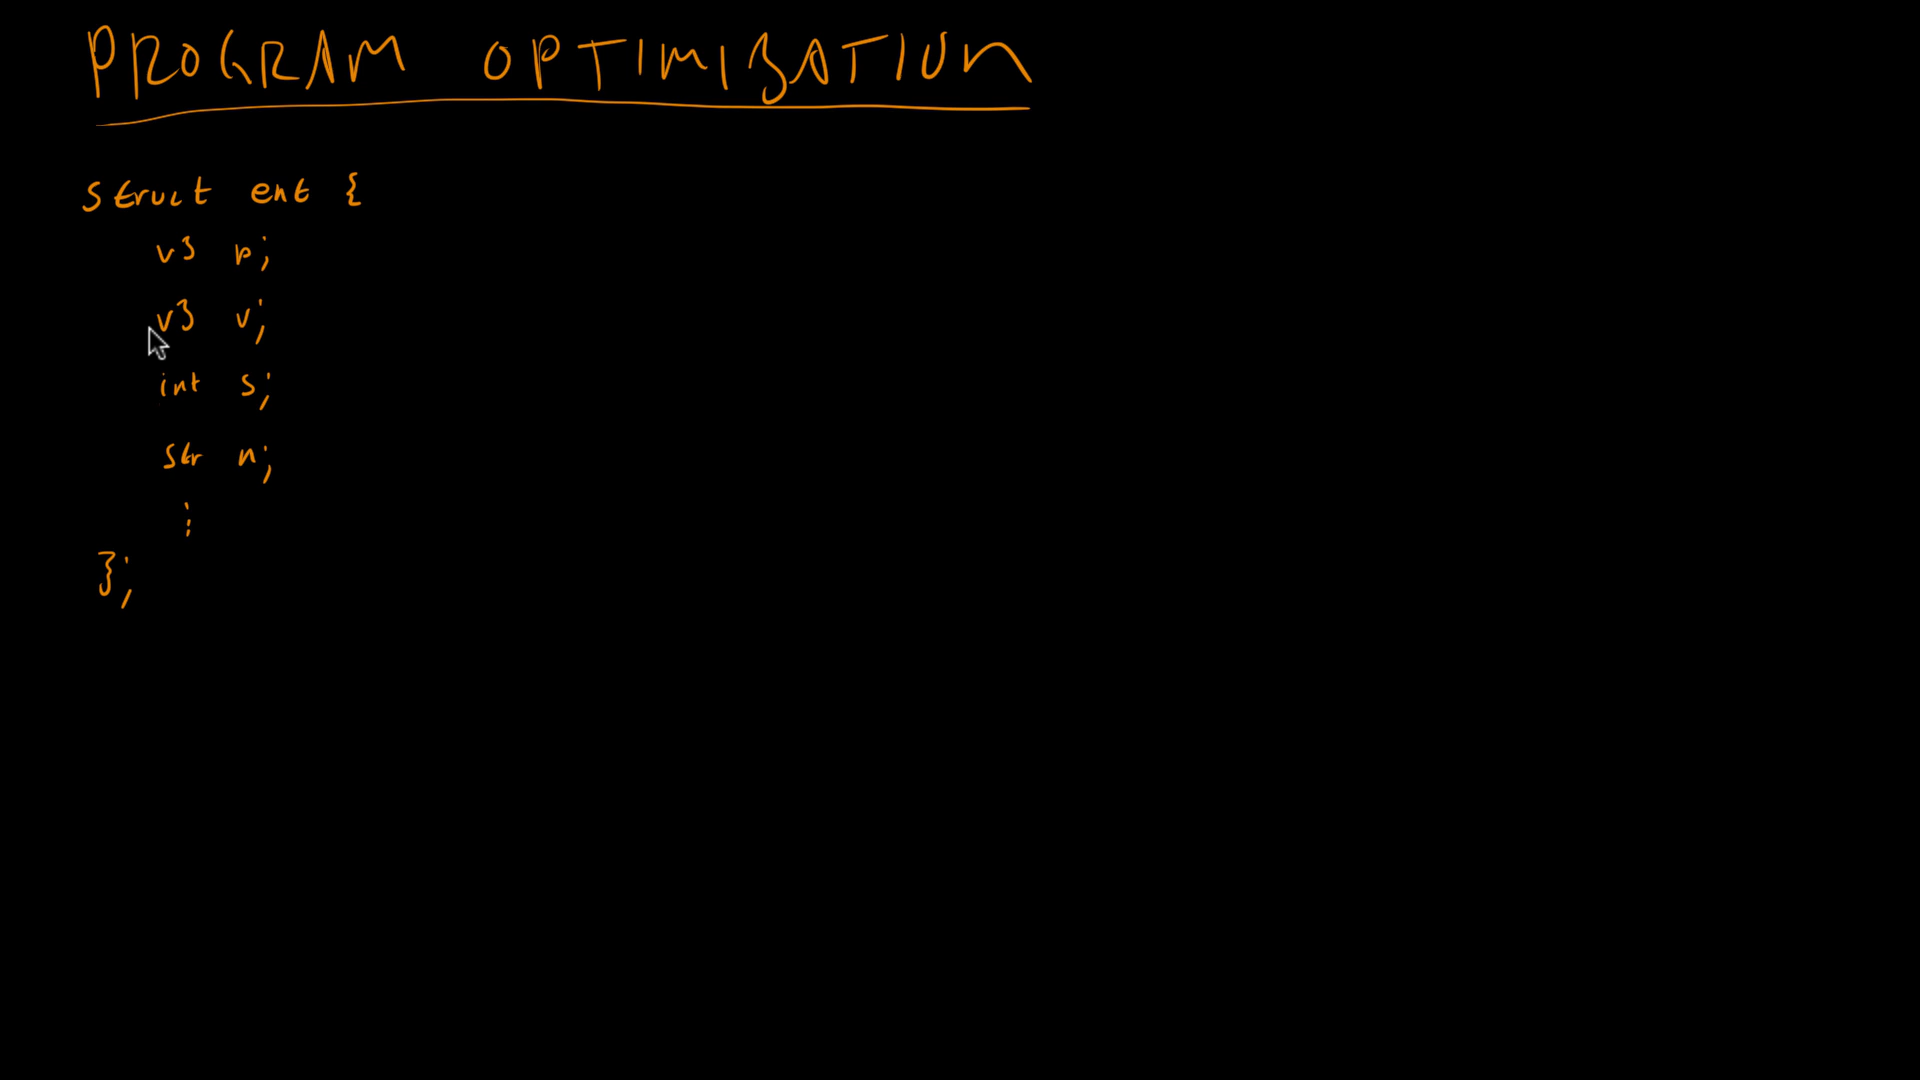 PROGRAM OPTIMIZATION
struct ent {
v3 p;
v3 v;
int s;
str n;
⋮
};